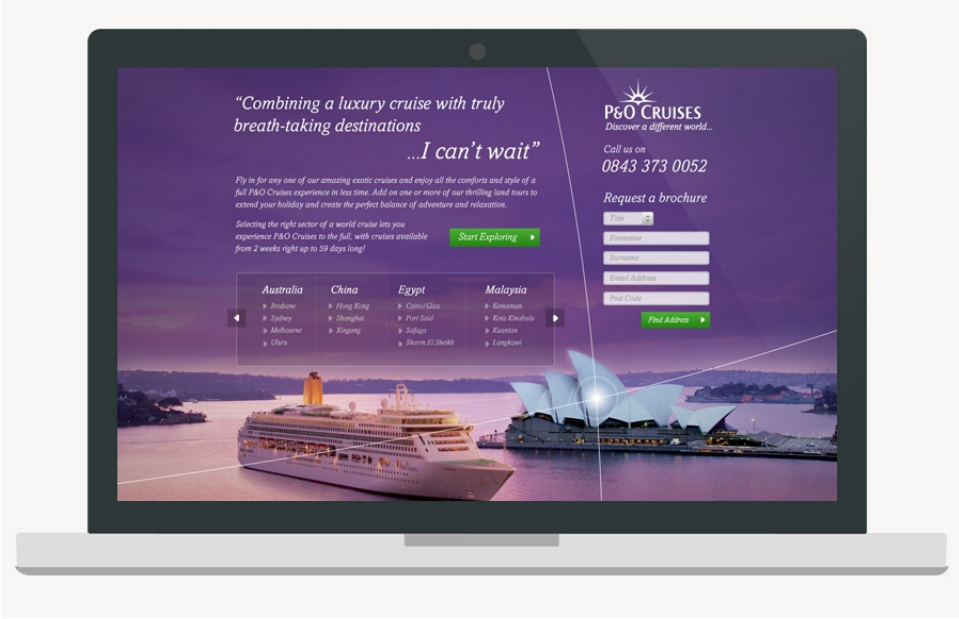 “Combining a luxury cruise with truly
breath-taking destinations
...I can’t wait”
Fly in for any one of our amazing exotic cruises and enjoy all the comforts and style of a
full P&O Cruises experience in less time. Add on one or more of our thrilling land tours to
extend your holiday and create the perfect balance of adventure and relaxation.
Selecting the right sector of a world cruise lets you
experience P&O Cruises to the full, with cruises available
from 2 weeks right up to 59 days long!
Start Exploring
Australia
Brisbane
Sydney
Melbourne
Uluru
China
Hong Kong
Shanghai
Xingang
Egypt
Cairo/Giza
Port Said
Safaga
Sharm El Sheikh
Malaysia
Kemaman
Kota Kinabalu
Kuantan
Langkawi
P&O CRUISES
Discover a different world...
Call us on
0843 373 0052
Request a brochure
Title
Forename
Surname
Email Address
Post Code
Find Address